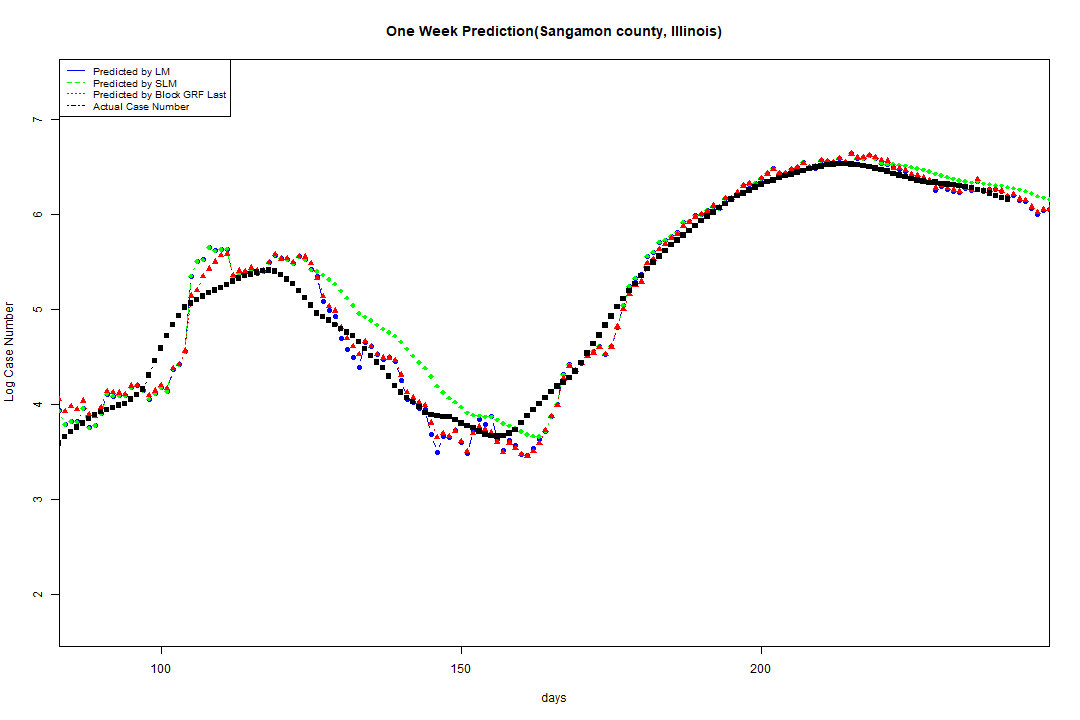 One Week Prediction(Sangamon county, Illinois)
Predicted by LM
Predicted by SLM
Predicted by Block GRF Last
Actual Case Number
Log Case Number
7
6
5
4
3
2
100
150
200
days